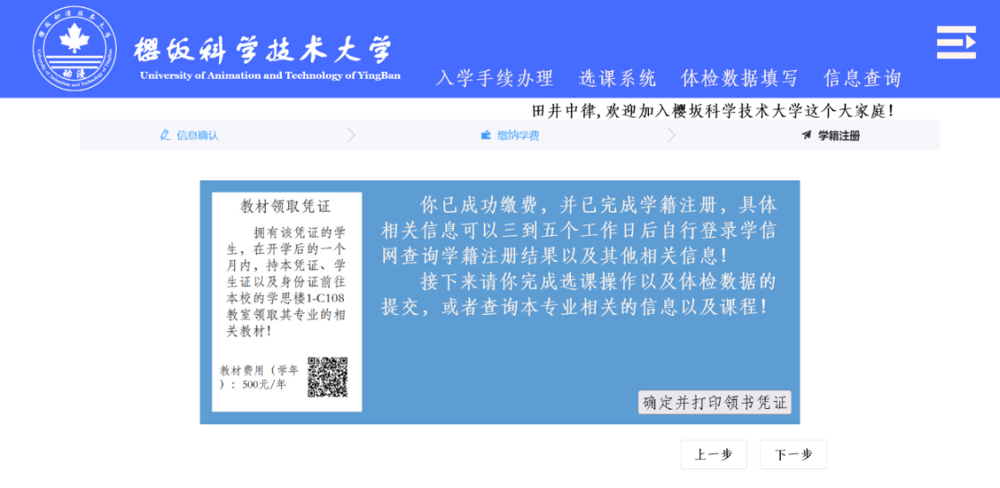 樱坂科学技术大学
University of Animation and Technology of YingBan
动漫
入学手续办理 选课系统 体检数据填写 信息查询
田井中律,欢迎加入樱坂科学技术大学这个大家庭！
信息确认 缴纳学费 学籍注册
教材领取凭证
拥有该凭证的学
生，在开学后的一个
月内，持本凭证、学
生证以及身份证前往
本校的学思楼1-C108
教室领取其专业的相
关教材！
教材费用（学年
）：500元/年
你已成功缴费，并已完成学籍注册，具体
相关信息可以三到五个工作日后自行登录学信
网查询学籍注册结果以及其他相关信息！
接下来请你完成选课操作以及体检数据的
提交，或者查询本专业相关的信息以及课程！
确定并打印领书凭证
上一步 下一步